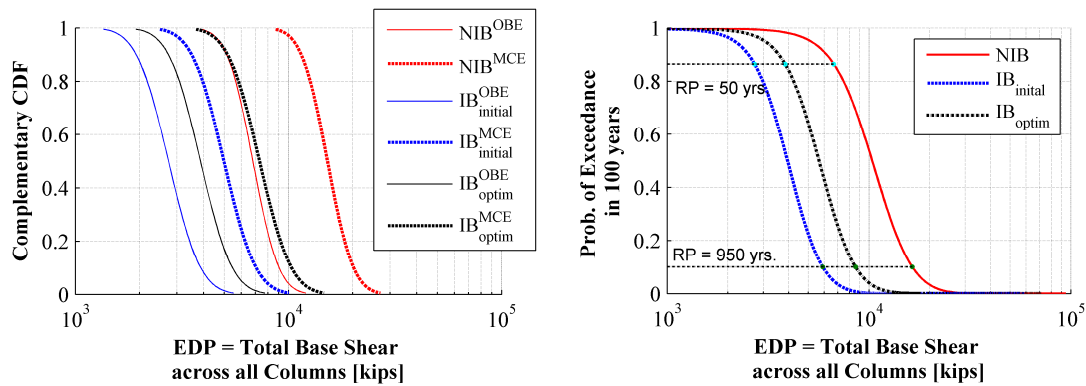 Complementary CDF
1
0.8
0.6
0.4
0.2
0
10^3
10^4
10^5
EDP = Total Base Shear
across all Columns [kips]
NIB^OBE
NIB^MCE
IB^OBE_initial
IB^MCE_initial
IB^OBE_optim
IB^MCE_optim
Prob. of Exceedance
in 100 years
1
0.8
0.6
0.4
0.2
0
RP = 50 yrs.
RP = 950 yrs.
NIB
IB_inital
IB_optim
10^3
10^4
10^5
EDP = Total Base Shear
across all Columns [kips]